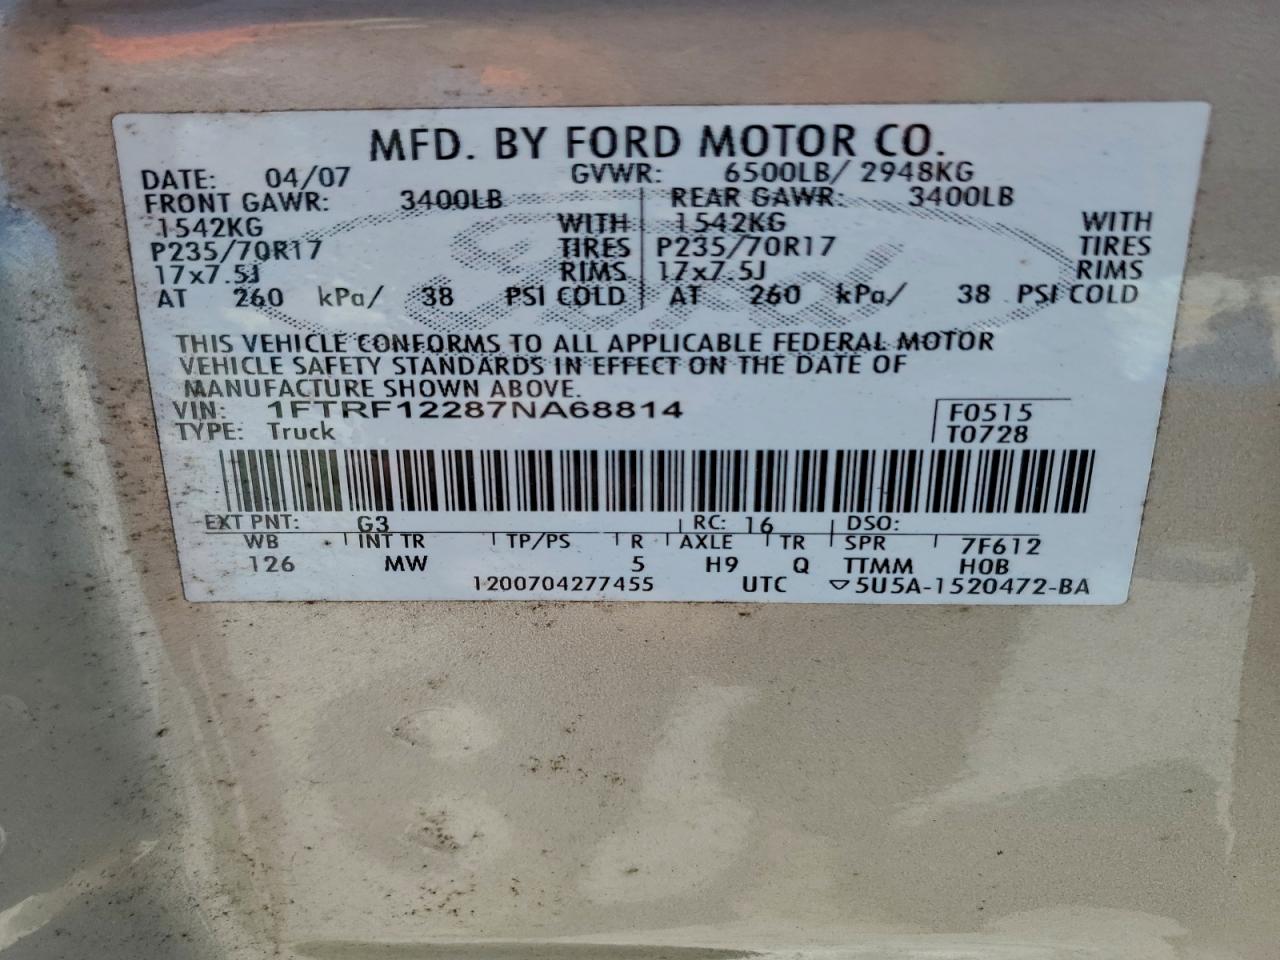 MFD. BY FORD MOTOR CO.
DATE: 04/07 GVWR: 6500LB/ 2948KG
FRONT GAWR: 3400LB REAR GAWR: 3400LB
1542KG WITH 1542KG WITH
P235/70R17 TIRES P235/70R17 TIRES
17x7.5J RIMS 17x7.5J RIMS
AT 260 kPa/ 38 PSI COLD AT 260 kPa/ 38 PSI COLD
THIS VEHICLE CONFORMS TO ALL APPLICABLE FEDERAL MOTOR
VEHICLE SAFETY STANDARDS IN EFFECT ON THE DATE OF
MANUFACTURE SHOWN ABOVE.
VIN: 1FTRF12287NA68814 F0515
TYPE: Truck T0728
EXT PNT: G3 RC: 16 DSO:
WB INT TR TP/PS R AXLE TR SPR 7F612
126 MW 5 H9 Q TTMM HOB
1200704277455 UTC ▽5U5A-1520472-BA